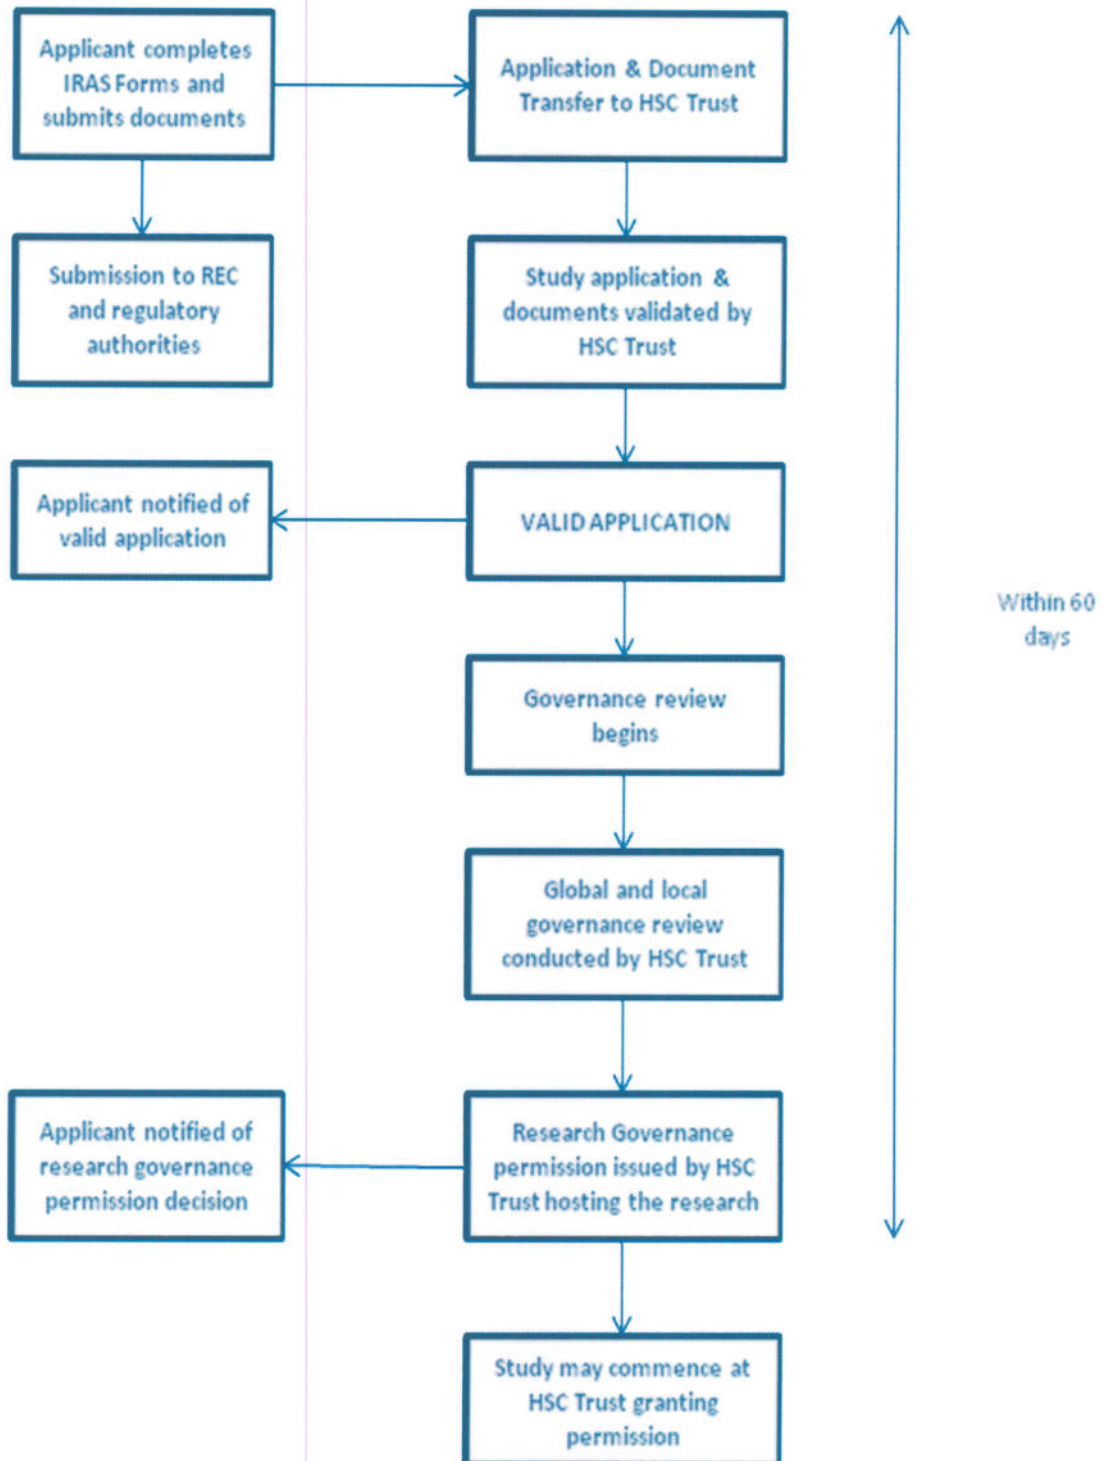 Applicant completes
IRAS Forms and
submits documents
Application & Document
Transfer to HSC Trust
Submission to REC
and regulatory
authorities
Study application &
documents validated by
HSC Trust
Applicant notified of
valid application
VALID APPLICATION
Within 60
days
Governance review
begins
Global and local
governance review
conducted by HSC Trust
Applicant notified of
research governance
permission decision
Research Governance
permission issued by HSC
Trust hosting the research
Study may commence at
HSC Trust granting
permission